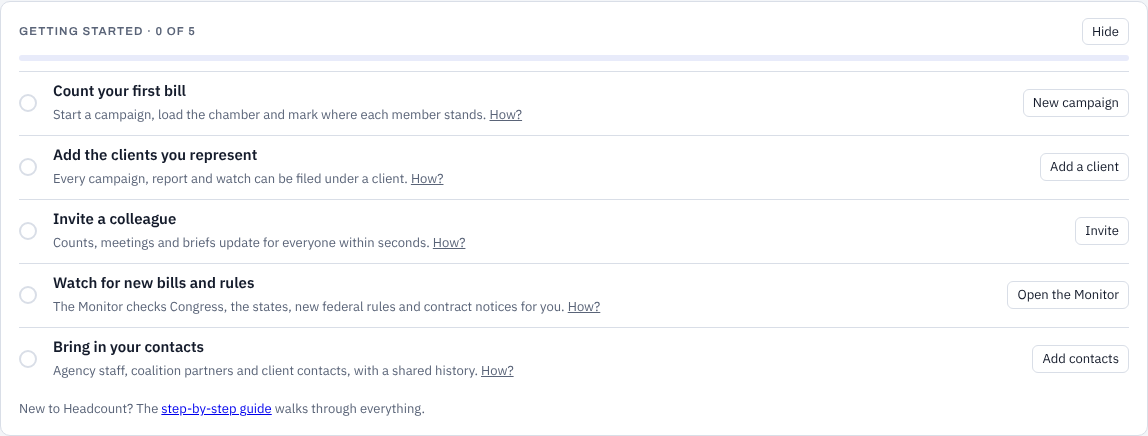 GETTING STARTED · 0 OF 5
Hide
Count your first bill
Start a campaign, load the chamber and mark where each member stands. How?
New campaign
Add the clients you represent
Every campaign, report and watch can be filed under a client. How?
Add a client
Invite a colleague
Counts, meetings and briefs update for everyone within seconds. How?
Invite
Watch for new bills and rules
The Monitor checks Congress, the states, new federal rules and contract notices for you. How?
Open the Monitor
Bring in your contacts
Agency staff, coalition partners and client contacts, with a shared history. How?
Add contacts
New to Headcount? The step-by-step guide walks through everything.